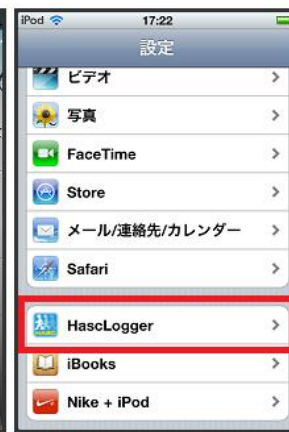 iPod 17:22
設定
ビデオ
写真
FaceTime
Store
メール/連絡先/カレンダー
Safari
HascLogger
iBooks
Nike + iPod